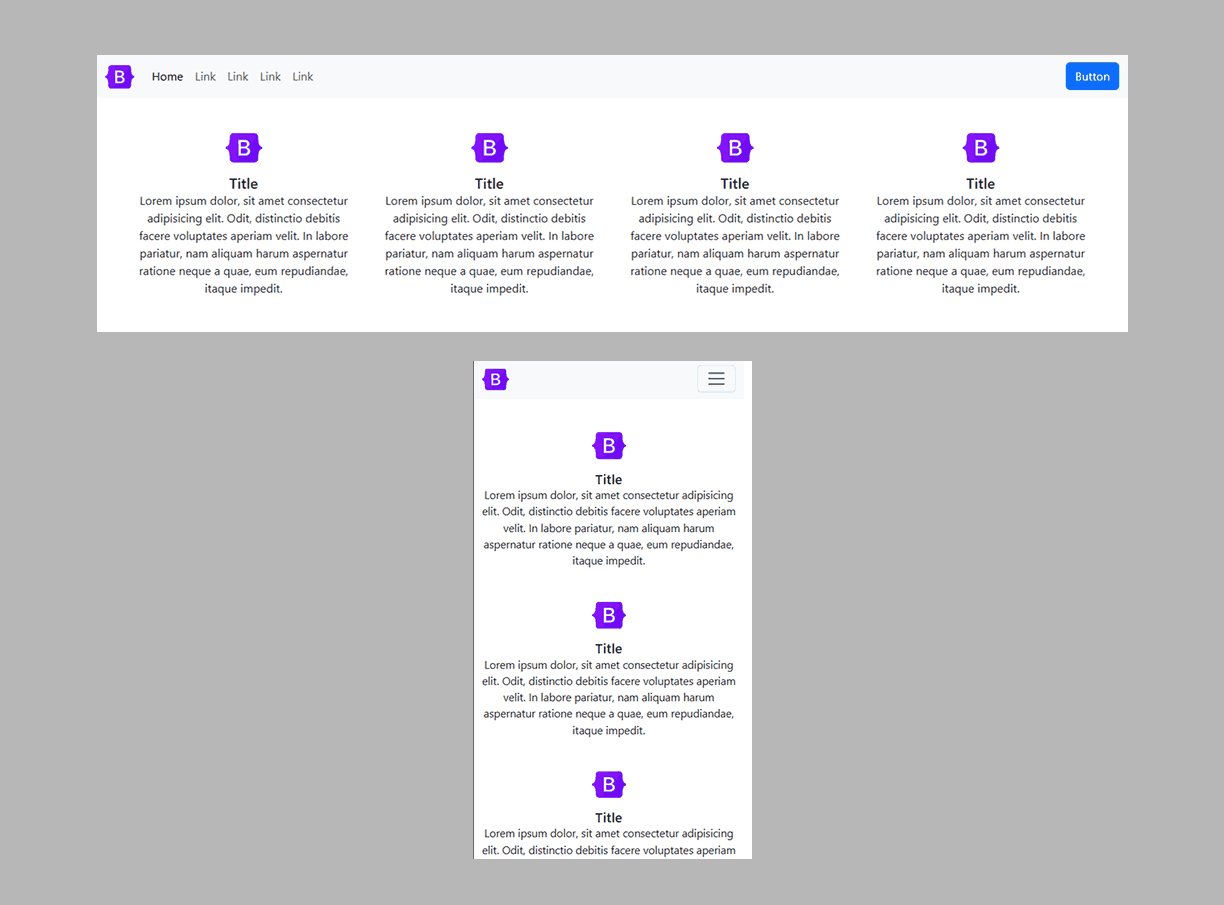 B Home Link Link Link Link Button
B
Title
Lorem ipsum dolor, sit amet consectetur
adipisicing elit. Odit, distinctio debitis
facere voluptates aperiam velit. In labore
pariatur, nam aliquam harum aspernatur
ratione neque a quae, eum repudiandae,
itaque impedit.
B
Title
Lorem ipsum dolor, sit amet consectetur
adipisicing elit. Odit, distinctio debitis
facere voluptates aperiam velit. In labore
pariatur, nam aliquam harum aspernatur
ratione neque a quae, eum repudiandae,
itaque impedit.
B
Title
Lorem ipsum dolor, sit amet consectetur
adipisicing elit. Odit, distinctio debitis
facere voluptates aperiam velit. In labore
pariatur, nam aliquam harum aspernatur
ratione neque a quae, eum repudiandae,
itaque impedit.
B
Title
Lorem ipsum dolor, sit amet consectetur
adipisicing elit. Odit, distinctio debitis
facere voluptates aperiam velit. In labore
pariatur, nam aliquam harum aspernatur
ratione neque a quae, eum repudiandae,
itaque impedit.
B
B
Title
Lorem ipsum dolor, sit amet consectetur adipisicing
elit. Odit, distinctio debitis facere voluptates aperiam
velit. In labore pariatur, nam aliquam harum
aspernatur ratione neque a quae, eum repudiandae,
itaque impedit.
B
Title
Lorem ipsum dolor, sit amet consectetur adipisicing
elit. Odit, distinctio debitis facere voluptates aperiam
velit. In labore pariatur, nam aliquam harum
aspernatur ratione neque a quae, eum repudiandae,
itaque impedit.
B
Title
Lorem ipsum dolor, sit amet consectetur adipisicing
elit. Odit, distinctio debitis facere voluptates aperiam